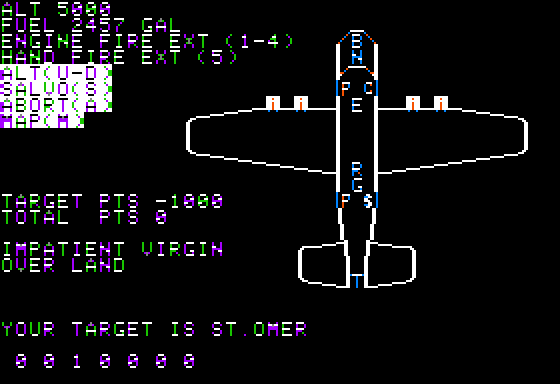 ALT 5000
FUEL 2457 GAL
ENGINE FIRE EXT (1-4)
HAND FIRE EXT (5)
ALT(U-D)
SALVO(S)
ABORT(A)
MAP(M)
B
N
P C
E
i i i i
R
G
P $
T
TARGET PTS -1000
TOTAL PTS 0
IMPATIENT VIRGIN
OVER LAND
YOUR TARGET IS ST.OMER
0 0 1 0 0 0 0